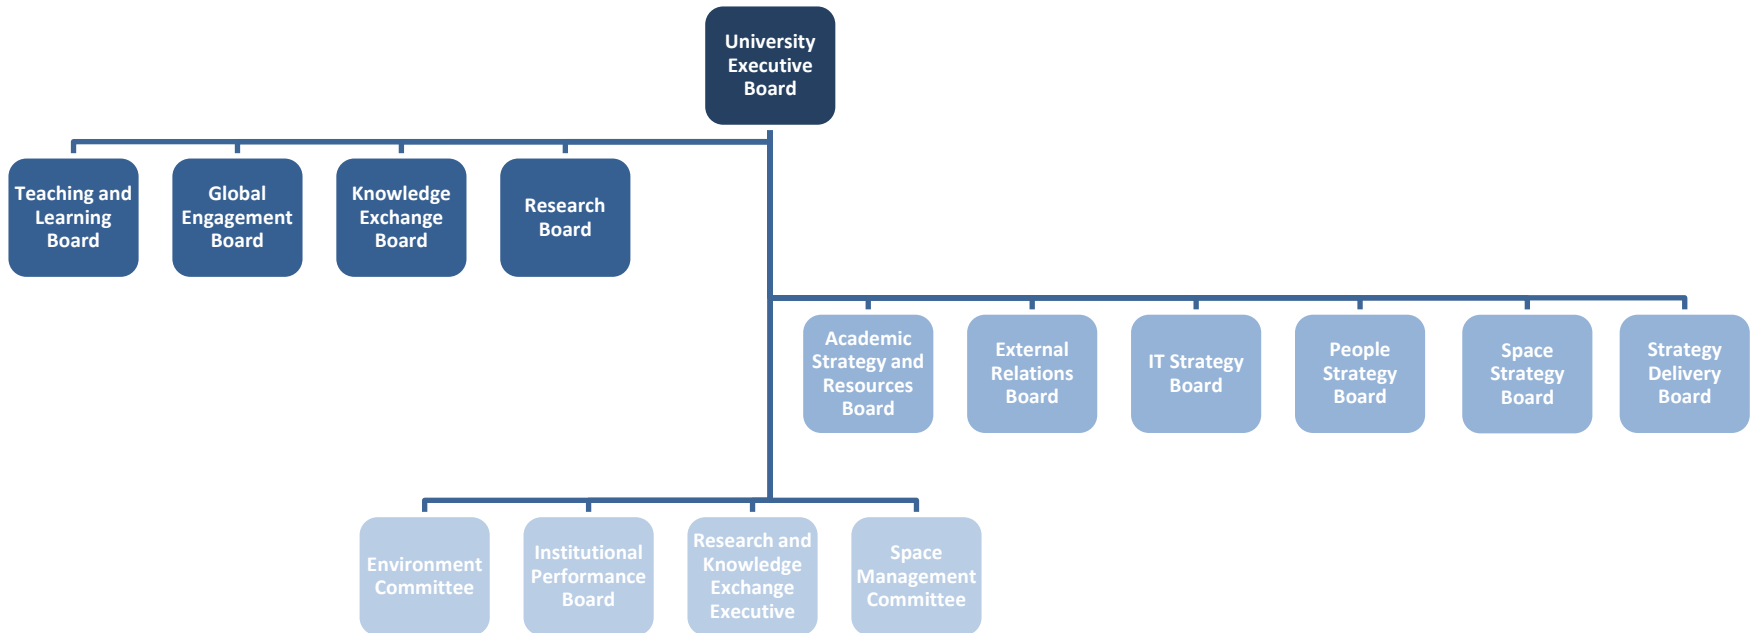 University
Executive
Board
Teaching and
Learning
Board
Global
Engagement
Board
Knowledge
Exchange
Board
Research
Board
Academic
Strategy and
Resources
Board
External
Relations
Board
IT Strategy
Board
People
Strategy
Board
Space
Strategy
Board
Strategy
Delivery
Board
Environment
Committee
Institutional
Performance
Board
Research and
Knowledge
Exchange
Executive
Space
Management
Committee